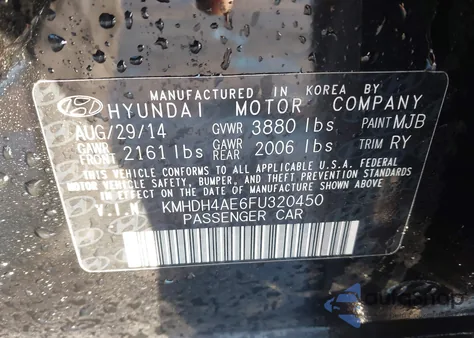 MANUFACTURED IN KOREA BY
HYUNDAI MOTOR COMPANY
AUG/29/14 GVWR 3880 lbs PAINT MJB
GAWR FRONT 2161 lbs GAWR REAR 2006 lbs TRIM RY
THIS VEHICLE CONFORMS TO ALL APPLICABLE U.S.A. FEDERAL
MOTOR VEHICLE SAFETY, BUMPER, AND THEFT PREVENTION STANDARDS
IN EFFECT ON THE DATE OF MANUFACTURE SHOWN ABOVE.
V.I.N. KMHDH4AE6FU320450
PASSENGER CAR